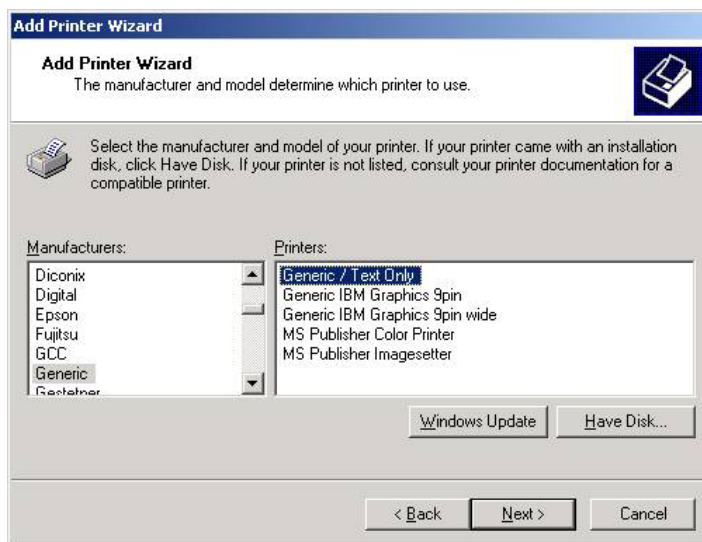 Add Printer Wizard
Add Printer Wizard
The manufacturer and model determine which printer to use.
Select the manufacturer and model of your printer. If your printer came with an installation
disk, click Have Disk. If your printer is not listed, consult your printer documentation for a
compatible printer.
Manufacturers:
Diconix
Digital
Epson
Fujitsu
GCC
Generic
Gestetner
Printers:
Generic / Text Only
Generic IBM Graphics 9pin
Generic IBM Graphics 9pin wide
MS Publisher Color Printer
MS Publisher Imagesetter
Windows Update
Have Disk...
< Back
Next >
Cancel